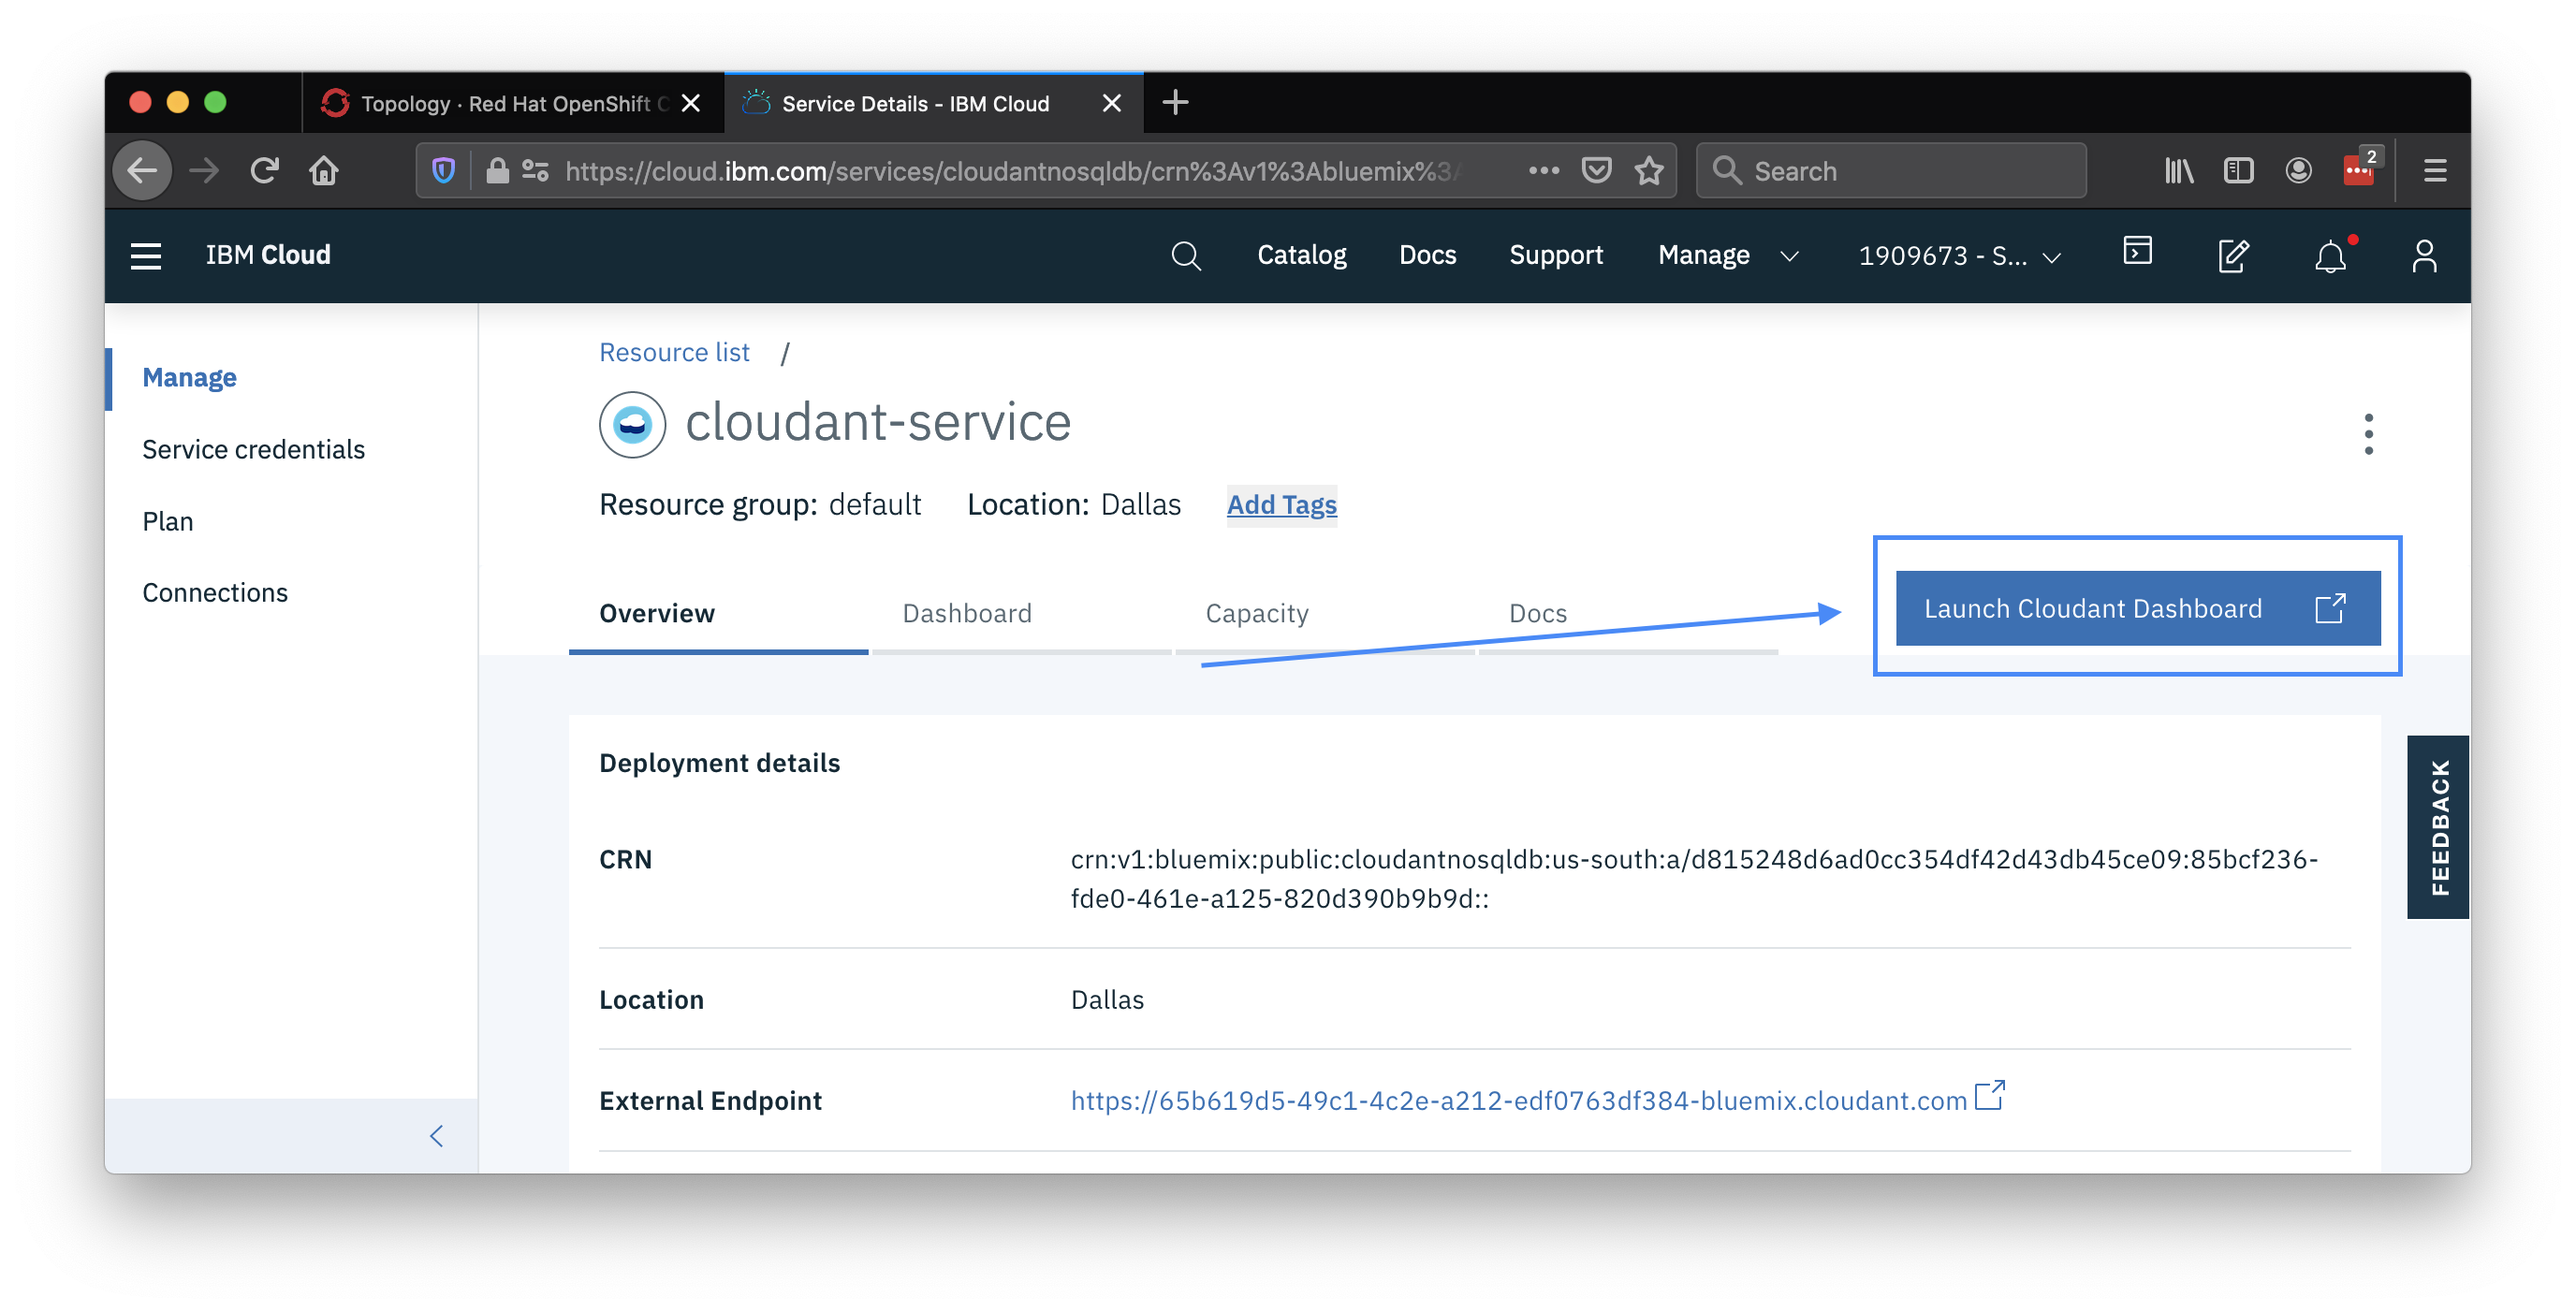 Topology · Red Hat OpenShift C
Service Details - IBM Cloud
https://cloud.ibm.com/services/cloudantnosqldb/crn%3Av1%3Abluemix%3A
Search
2
IBM Cloud
Catalog
Docs
Support
Manage
1909673 - S...
Manage
Service credentials
Plan
Connections
Resource list /
cloudant-service
Resource group: default Location: Dallas Add Tags
Overview
Dashboard
Capacity
Docs
Launch Cloudant Dashboard
Deployment details
CRN
crn:v1:bluemix:public:cloudantnosqldb:us-south:a/d815248d6ad0cc354df42d43db45ce09:85bcf236-
fde0-461e-a125-820d390b9b9d::
Location
Dallas
External Endpoint
https://65b619d5-49c1-4c2e-a212-edf0763df384-bluemix.cloudant.com
FEEDBACK